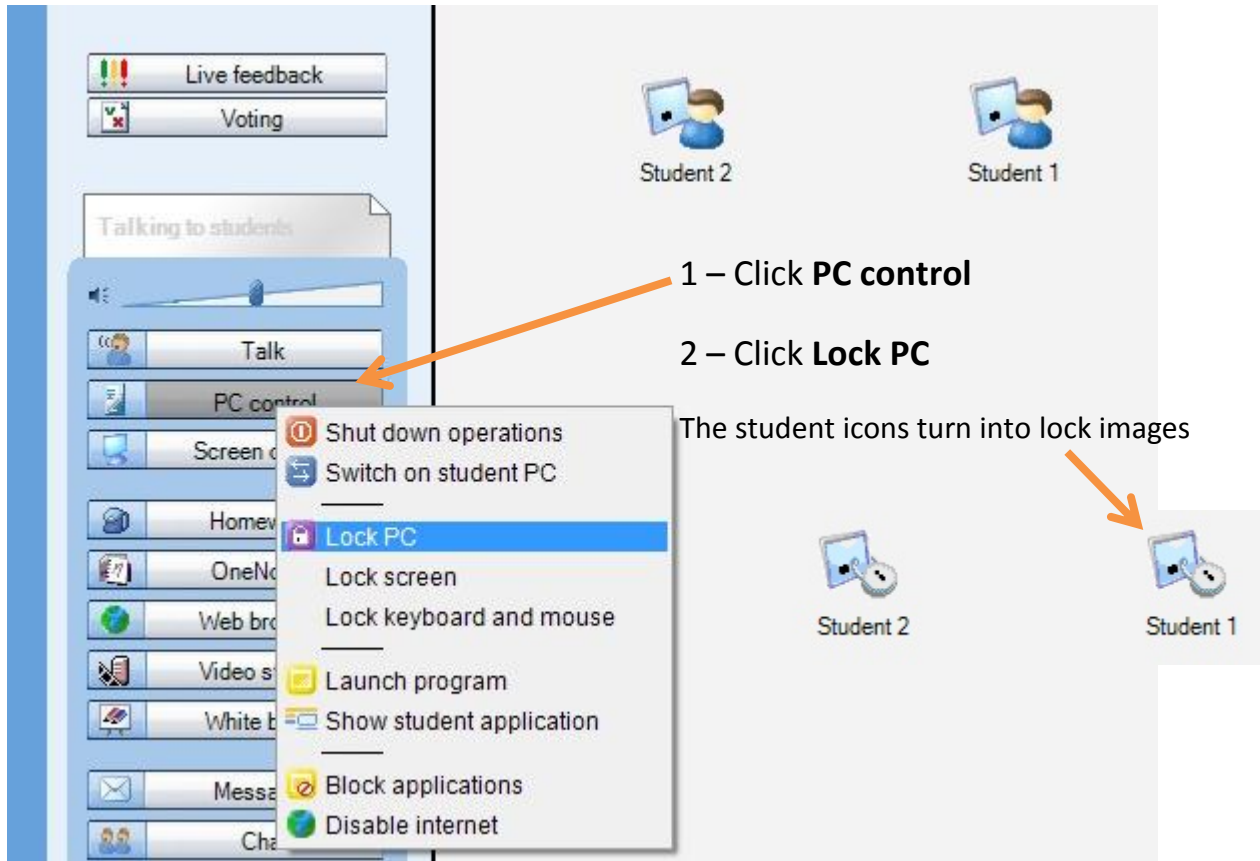 Live feedback
Voting
Student 2
Student 1
Talking to students
1 – Click PC control
2 – Click Lock PC
The student icons turn into lock images
Talk
PC control
Screen
Shut down operations
Switch on student PC
Lock PC
Lock screen
Lock keyboard and mouse
Launch program
Show student application
Block applications
Disable internet
Homew
OneNo
Web bro
Video s
White b
Messa
Cha
Student 2
Student 1